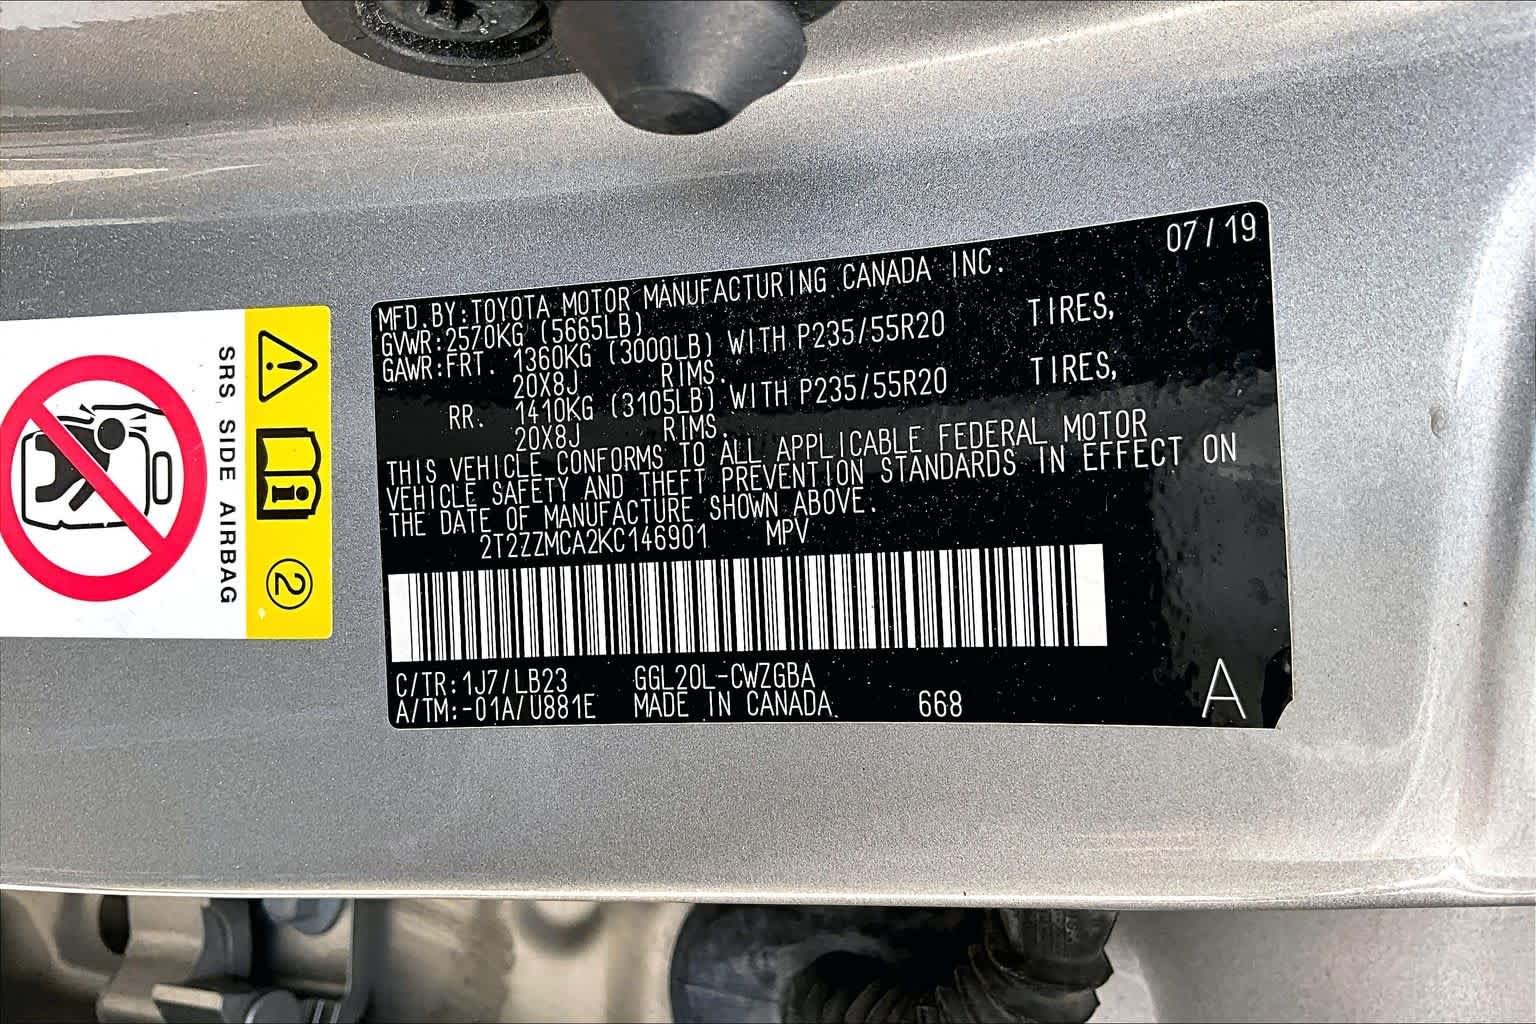 07/19
MFD. BY: TOYOTA MOTOR MANUFACTURING CANADA INC.
GVWR: 2570KG (5665LB)
GAWR: FRT. 1360KG (3000LB) WITH P235/55R20 TIRES,
20X8J RIMS.
RR. 1410KG (3105LB) WITH P235/55R20 TIRES,
20X8J RIMS.
THIS VEHICLE CONFORMS TO ALL APPLICABLE FEDERAL MOTOR
VEHICLE SAFETY AND THEFT PREVENTION STANDARDS IN EFFECT ON
THE DATE OF MANUFACTURE SHOWN ABOVE.
2T2ZZMCA2KC146901 MPV
C/TR: 1J7/LB23 GGL20L-CWZGBA
A/TM: -01A/U881E MADE IN CANADA. 668 A
SRS SIDE AIRBAG
2